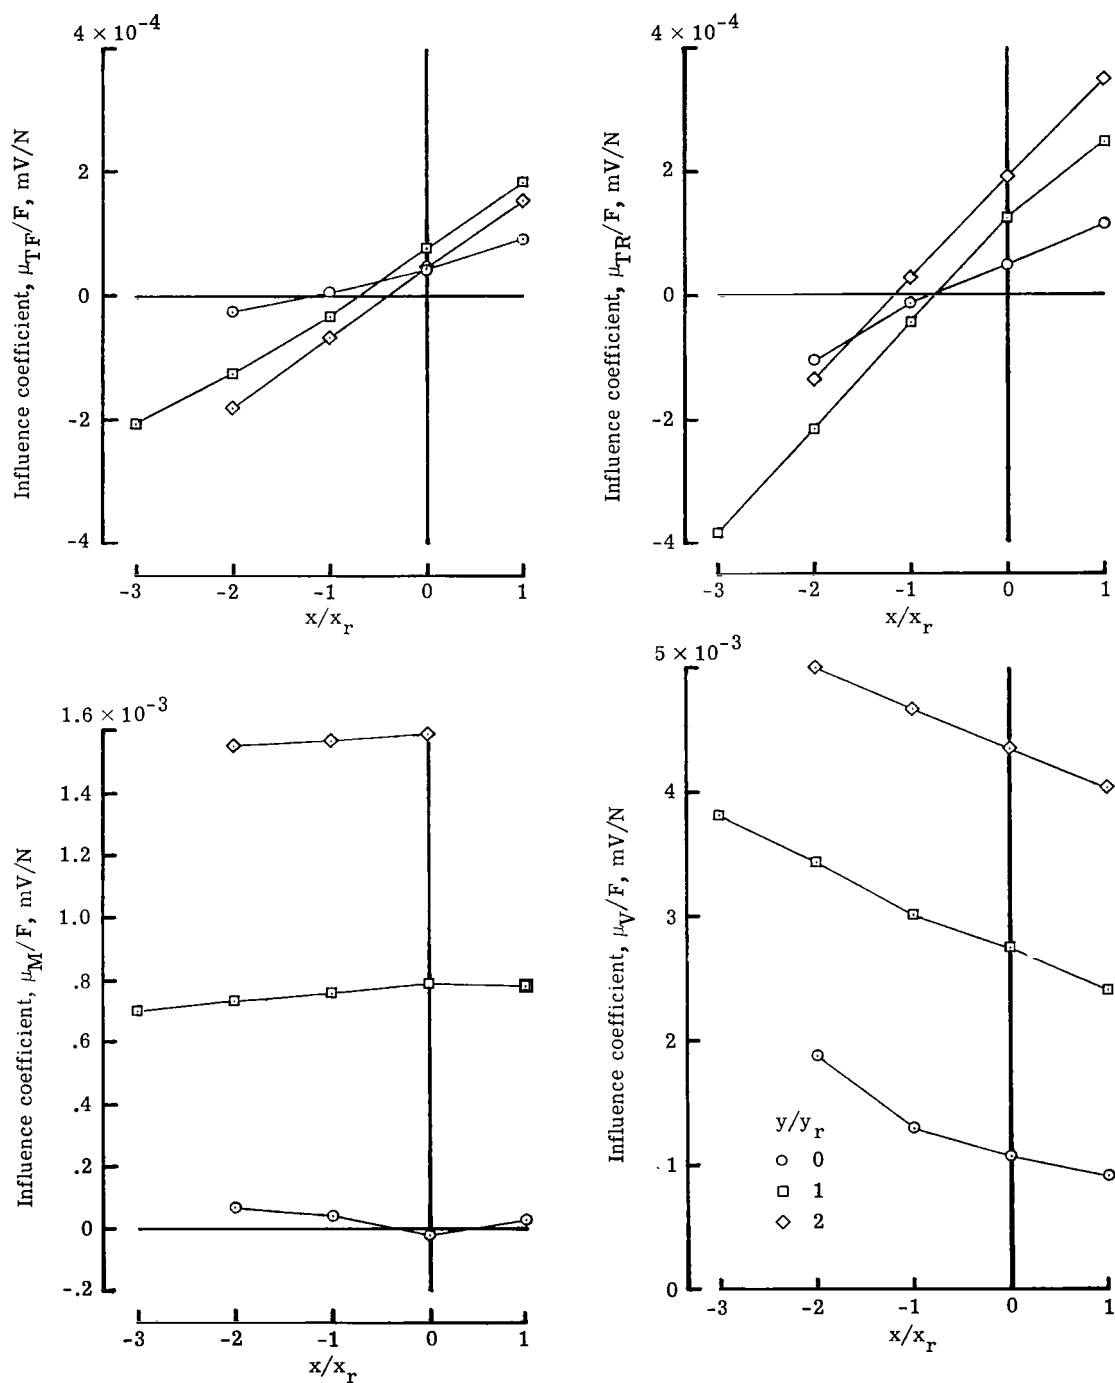 4 × 10⁻⁴
2
0
-2
-4
Influence coefficient, μTF/F, mV/N
-3 -2 -1 0 1
x/xr
4 × 10⁻⁴
2
0
-2
-4
Influence coefficient, μTR/F, mV/N
-3 -2 -1 0 1
x/xr
1.6 × 10⁻³
1.4
1.2
1.0
.8
.6
.4
.2
0
-.2
Influence coefficient, μM/F, mV/N
-3 -2 -1 0 1
x/xr
5 × 10⁻³
4
3
2
1
0
Influence coefficient, μV/F, mV/N
y/yr
0
1
2
-3 -2 -1 0 1
x/xr